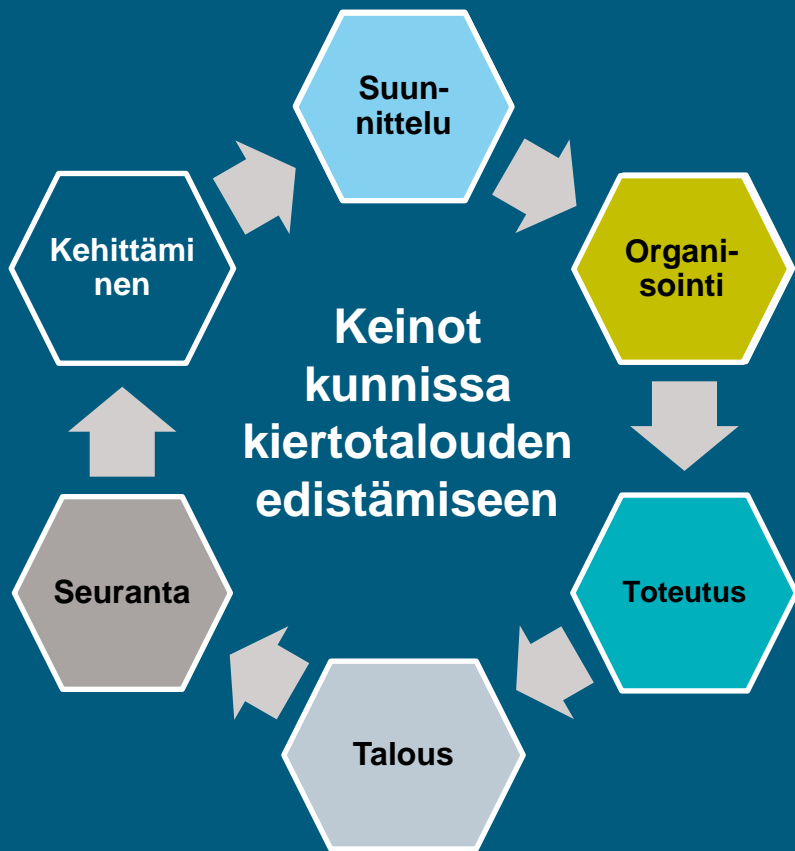 Suun-
nittelu
Organi-
sointi
Toteutus
Talous
Seuranta
Kehittämi
nen
Keinot
kunnissa
kiertotalouden
edistämiseen